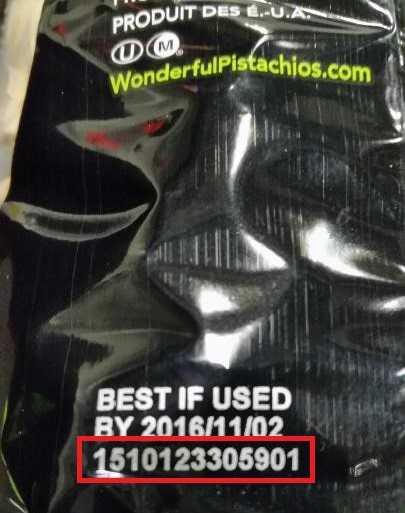 PRODUIT DES É.-U.A.
U M
WonderfulPistachios.com
BEST IF USED
BY 2016/11/02
1510123305901